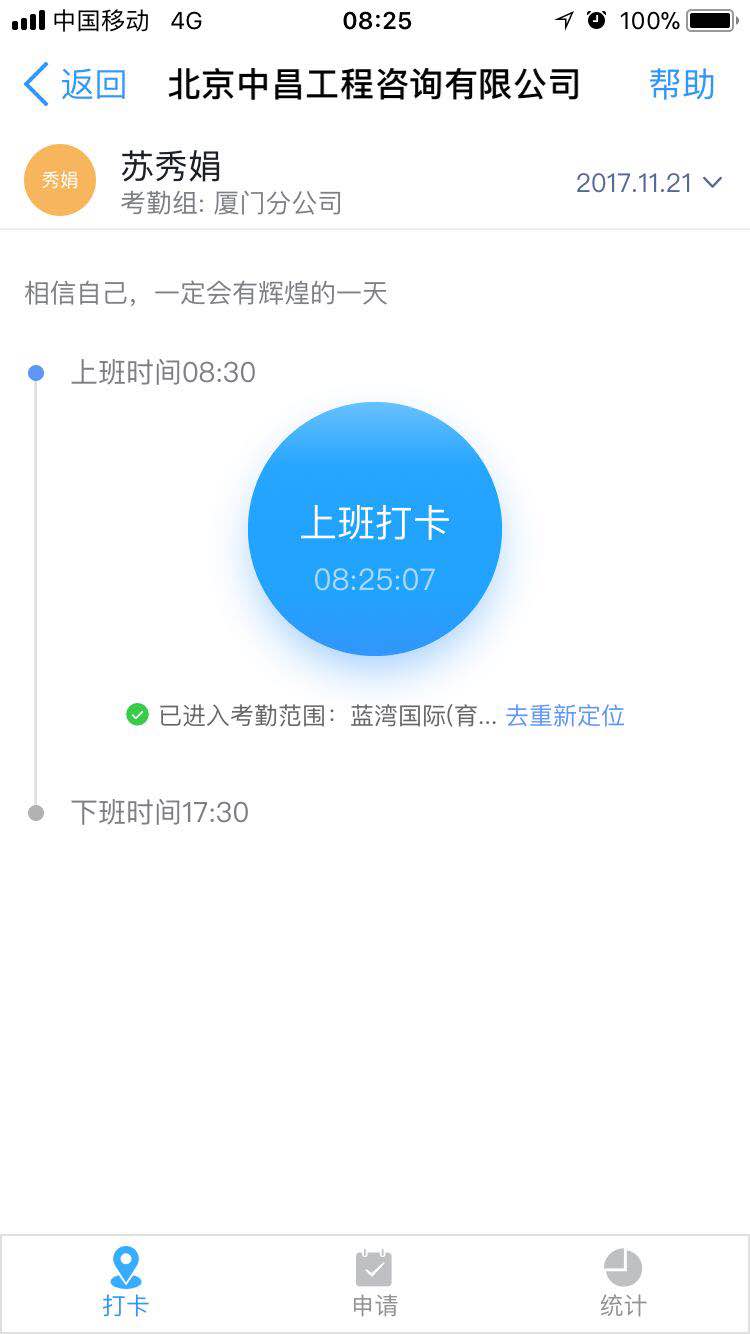 中国移动 4G 08:25 100%
返回 北京中昌工程咨询有限公司 帮助
秀娟 苏秀娟
考勤组: 厦门分公司 2017.11.21
相信自己，一定会有辉煌的一天
上班时间08:30
上班打卡
08:25:07
已进入考勤范围：蓝湾国际(育... 去重新定位
下班时间17:30
打卡 申请 统计